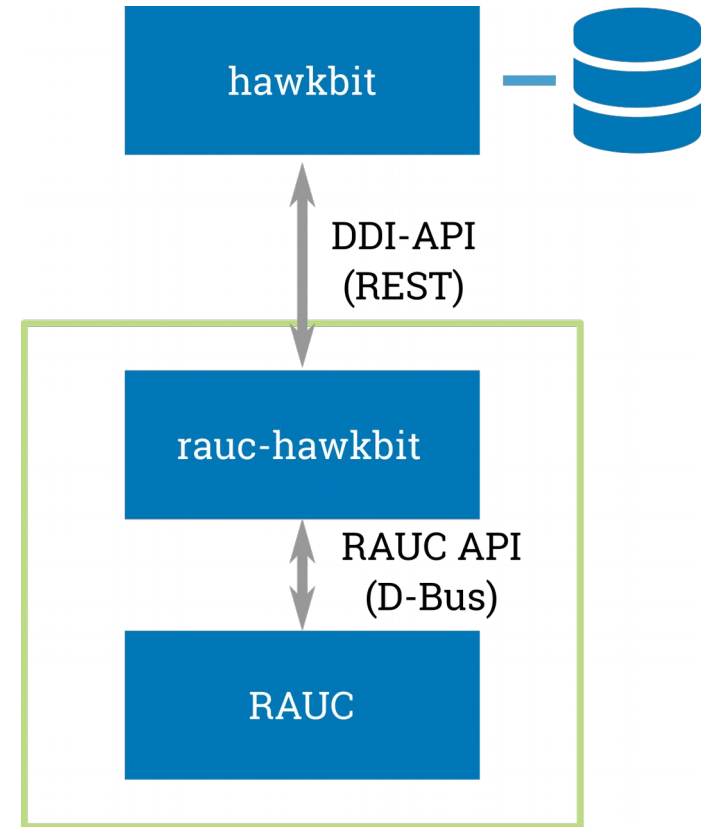 hawkbit
DDI-API
(REST)
rauc-hawkbit
RAUC API
(D-Bus)
RAUC